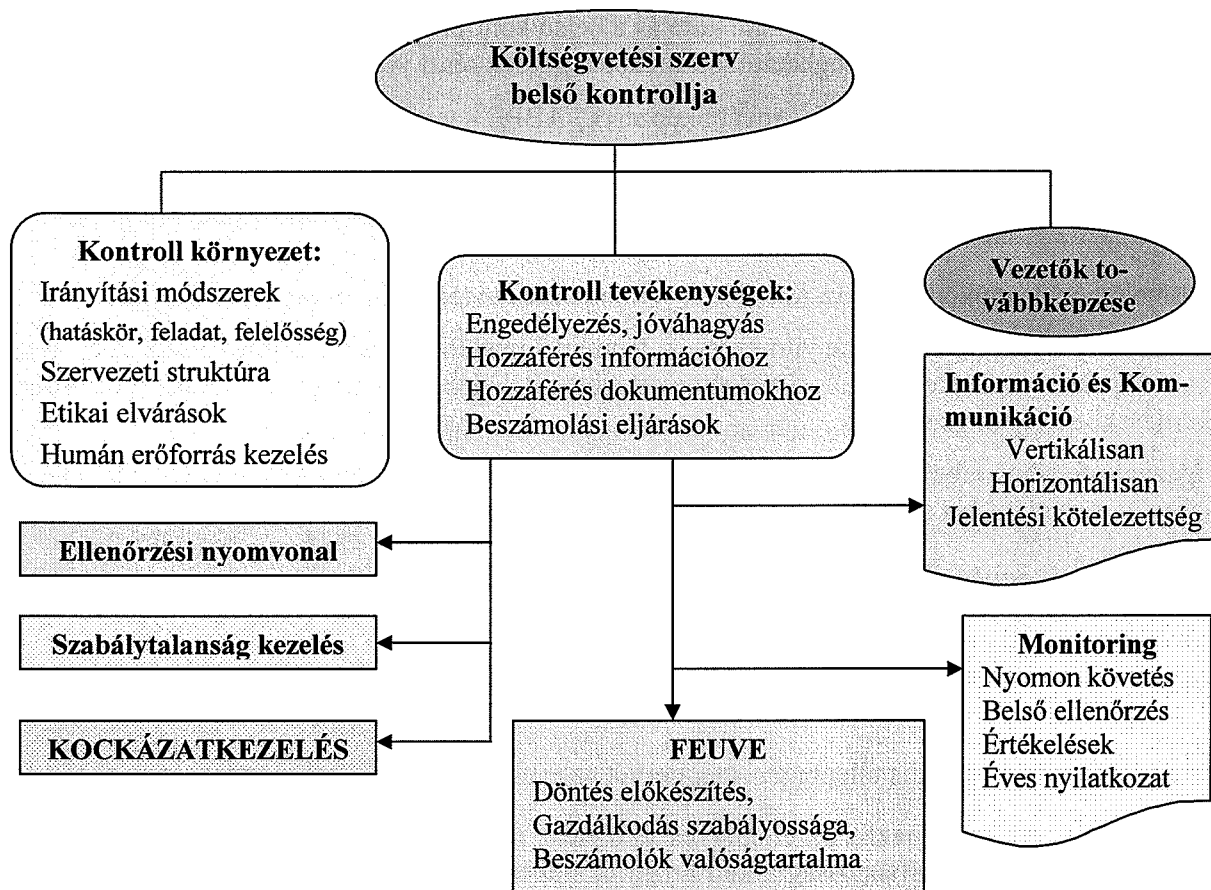 Költségvetési szerv
belső kontrollja
Kontroll környezet:
Irányítási módszerek
(hatáskör, feladat, felelősség)
Szervezeti struktúra
Etikai elvárások
Humán erőforrás kezelés
Kontroll tevékenységek:
Engedélyezés, jóváhagyás
Hozzáférés információhoz
Hozzáférés dokumentumokhoz
Beszámolási eljárások
Vezetők to-
vábbképzése
Információ és Kom-
munikáció
Vertikálisan
Horizontálisan
Jelentési kötelezettség
Ellenőrzési nyomvonal
Szabálytalanság kezelés
KOCKÁZATKEZELÉS
FEUVE
Döntés előkészítés,
Gazdálkodás szabályossága,
Beszámolók valóságtartalma
Monitoring
Nyomon követés
Belső ellenőrzés
Értékelések
Éves nyilatkozat